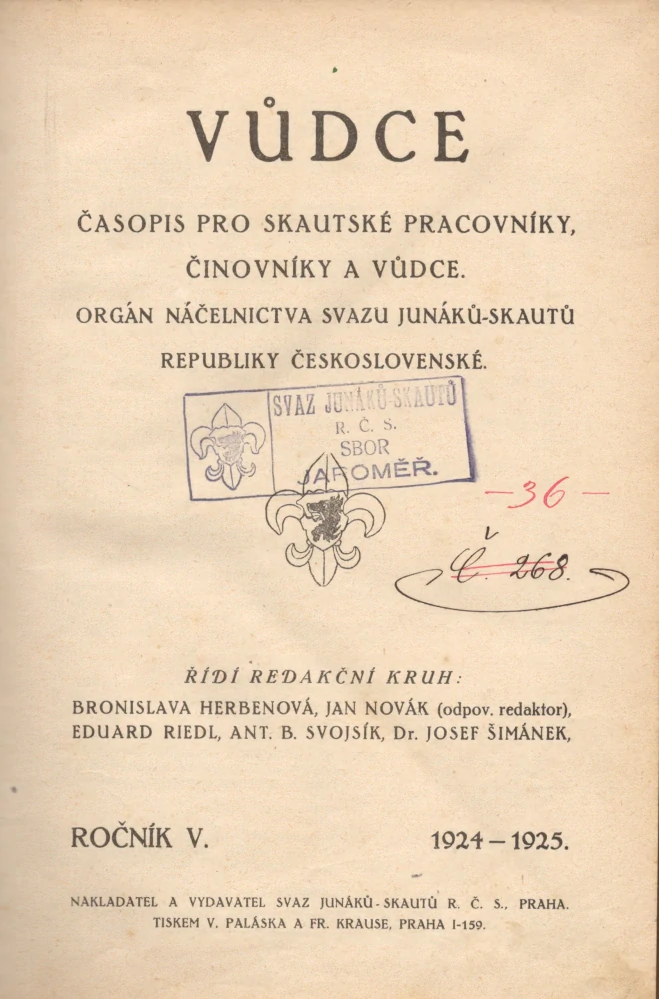 VŮDCE
ČASOPIS PRO SKAUTSKÉ PRACOVNÍKY,
ČINOVNÍKY A VŮDCE.
ORGÁN NÁČELNICTVA SVAZU JUNÁKŮ-SKAUTŮ
REPUBLIKY ČESKOSLOVENSKÉ.
SVAZ JUNÁKŮ-SKAUTŮ
R. Č. S.
SBOR
JAROMĚŘ.
—36—
Č. 268.
ŘÍDÍ REDAKČNÍ KRUH:
BRONISLAVA HERBENOVÁ, JAN NOVÁK (odpov. redaktor),
EDUARD RIEDL, ANT. B. SVOJSÍK, Dr. JOSEF ŠIMÁNEK,
ROČNÍK V. 1924–1925.
NAKLADATEL A VYDAVATEL SVAZ JUNÁKŮ-SKAUTŮ R. Č. S., PRAHA.
TISKEM V. PALÁSKA A FR. KRAUSE, PRAHA I-159.